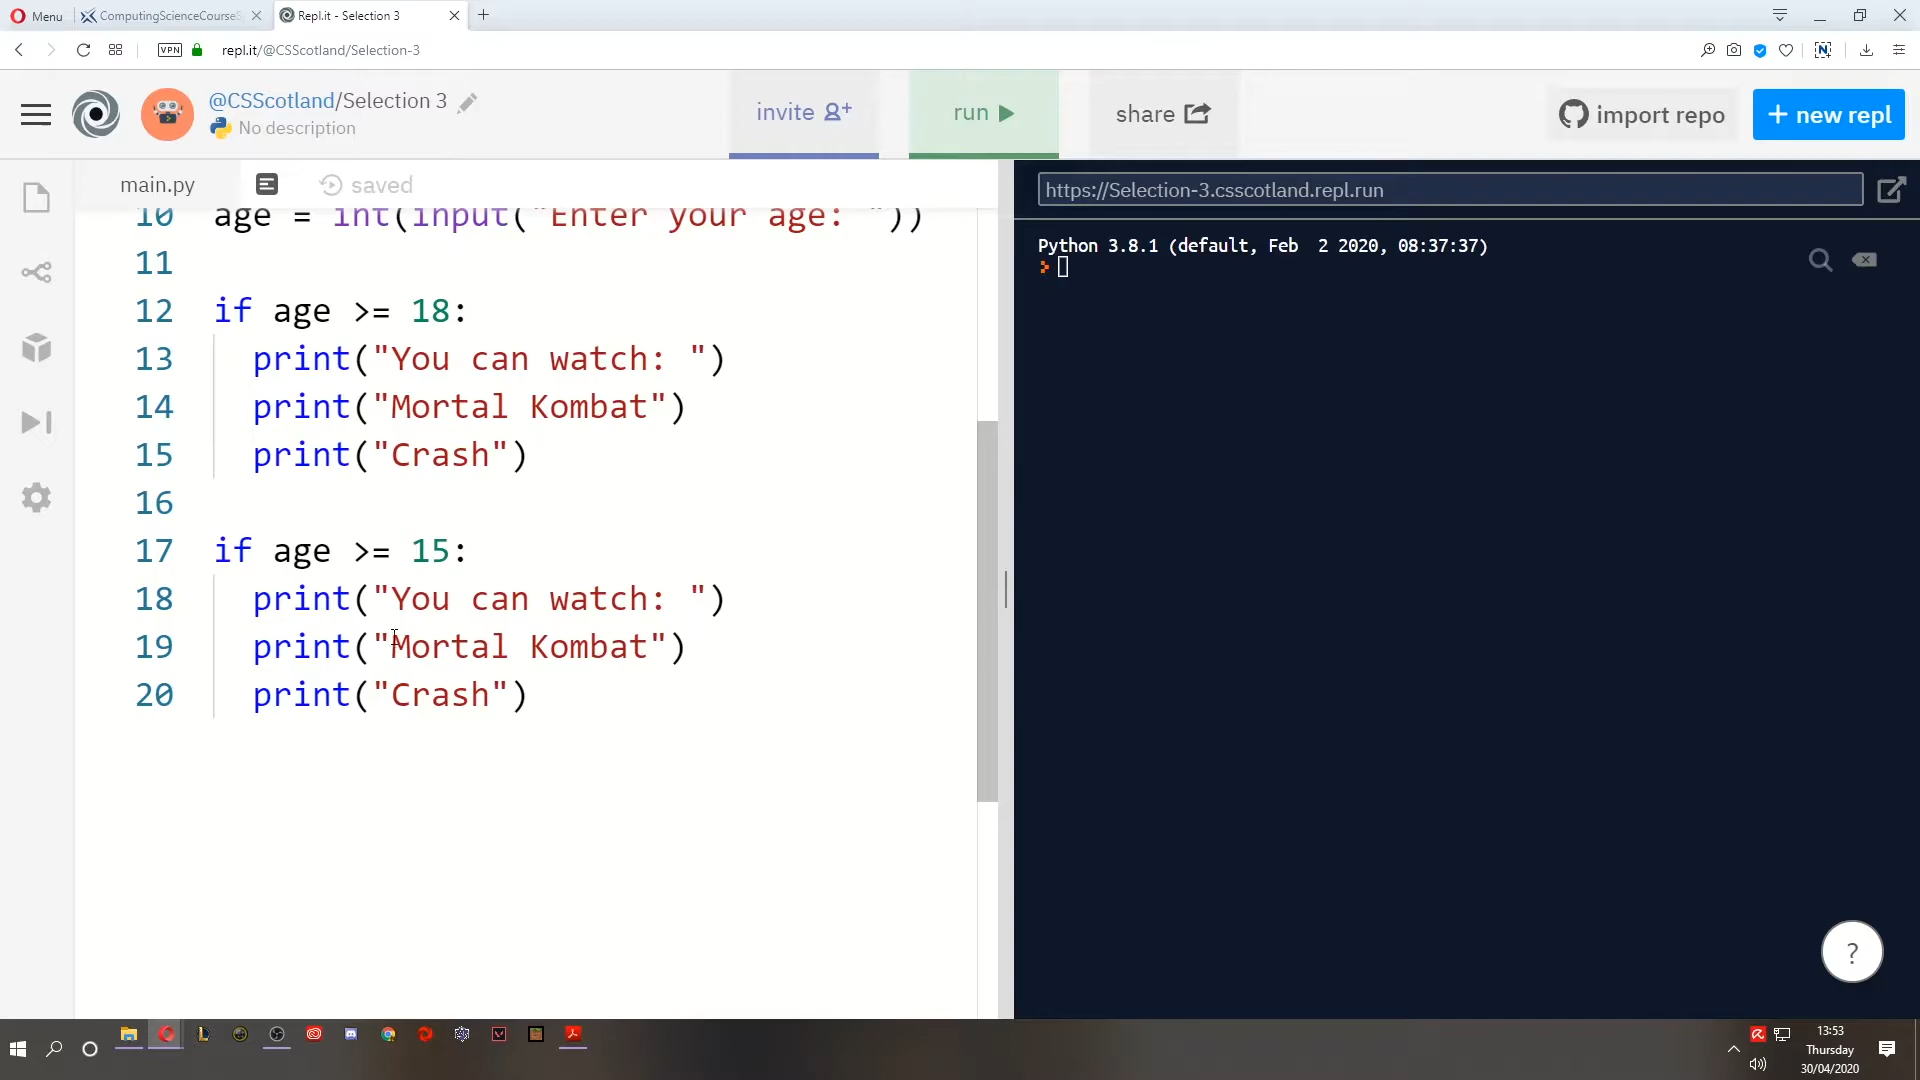 Menu
ComputingScienceCourseS
Repl.it - Selection 3
VPN
repl.it/@CSScotland/Selection-3
@CSScotland/Selection 3
No description
invite
run
share
import repo
+ new repl
main.py
saved
https://Selection-3.csscotland.repl.run
10 age = int(input("Enter your age: "))
11
12 if age >= 18:
13 print("You can watch: ")
14 print("Mortal Kombat")
15 print("Crash")
16
17 if age >= 15:
18 print("You can watch: ")
19 print("Mortal Kombat")
20 print("Crash")
Python 3.8.1 (default, Feb  2 2020, 08:37:37)
?
13:53
Thursday
30/04/2020